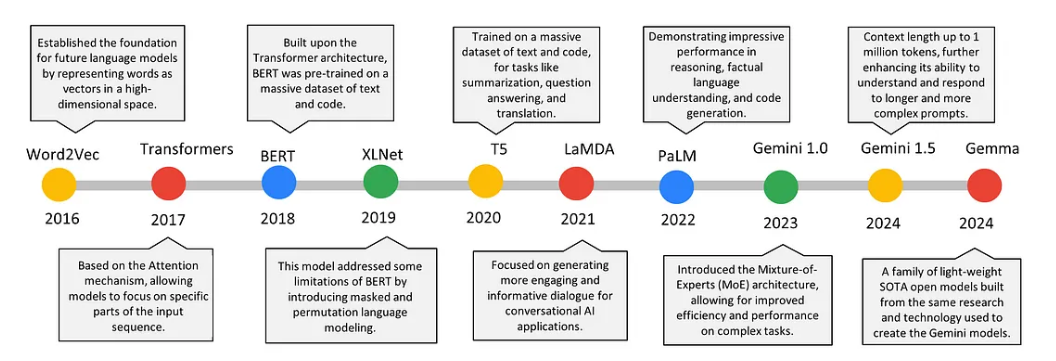 Established the foundation
for future language models
by representing words as
vectors in a high-
dimensional space.
Built upon the
Transformer architecture,
BERT was pre-trained on a
massive dataset of text
and code.
Trained on a massive
dataset of text and code,
for tasks like
summarization, question
answering, and
translation.
Demonstrating impressive
performance in
reasoning, factual
language
understanding, and code
generation.
Context length up to 1
million tokens, further
enhancing its ability to
understand and respond
to longer and more
complex prompts.
Word2Vec
Transformers
BERT
XLNet
T5
LaMDA
PaLM
Gemini 1.0
Gemini 1.5
Gemma
2016
2017
2018
2019
2020
2021
2022
2023
2024
2024
Based on the Attention
mechanism, allowing
models to focus on specific
parts of the input
sequence.
This model addressed some
limitations of BERT by
introducing masked and
permutation language
modeling.
Focused on generating
more engaging and
informative dialogue for
conversational AI
applications.
Introduced the Mixture-of-
Experts (MoE) architecture,
allowing for improved
efficiency and performance
on complex tasks.
A family of light-weight
SOTA open models built
from the same research
and technology used to
create the Gemini models.